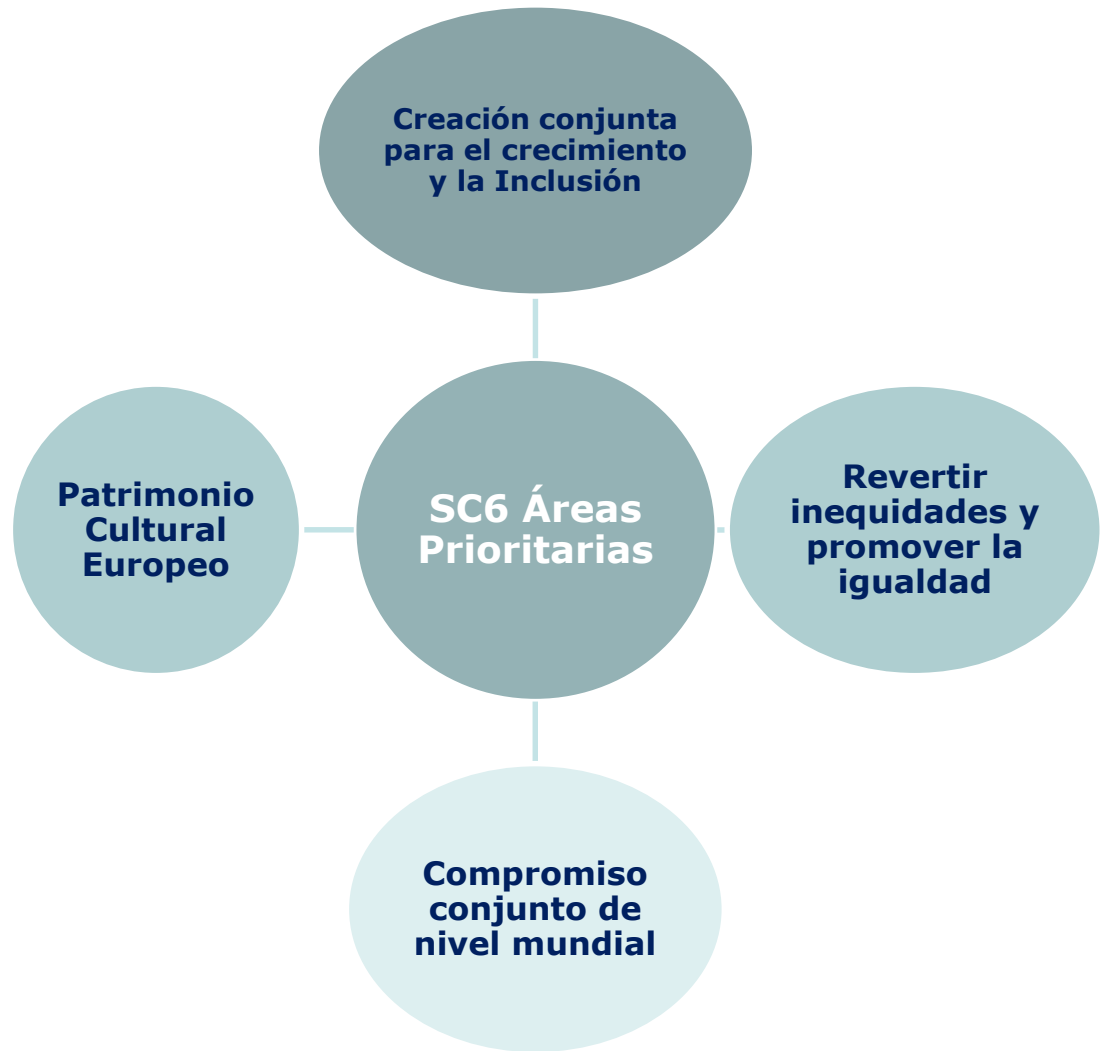 Creación conjunta
para el crecimiento
y la Inclusión
Patrimonio
Cultural
Europeo
SC6 Áreas
Prioritarias
Revertir
inequidades y
promover la
igualdad
Compromiso
conjunto de
nivel mundial